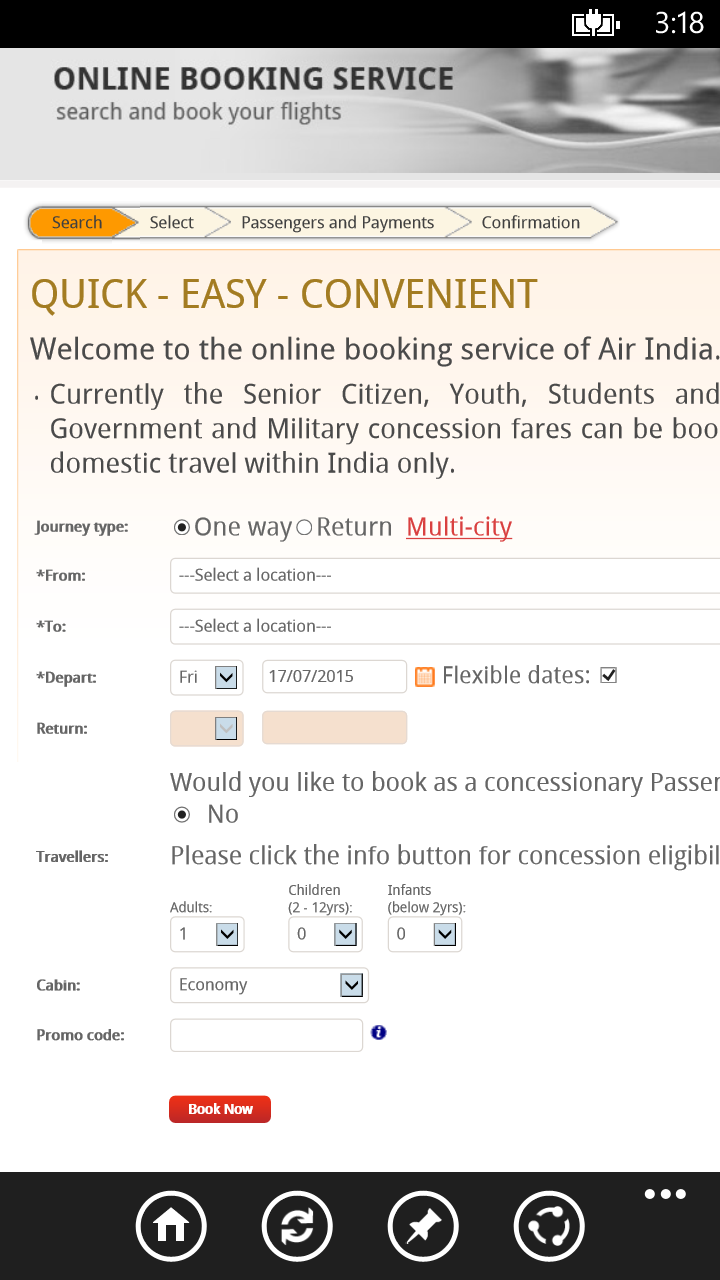 3:18
ONLINE BOOKING SERVICE
search and book your flights
Search Select Passengers and Payments Confirmation
QUICK - EASY - CONVENIENT
Welcome to the online booking service of Air India.
· Currently the Senior Citizen, Youth, Students and
Government and Military concession fares can be boo
domestic travel within India only.
Journey type: One way Return Multi-city
*From: ---Select a location---
*To: ---Select a location---
*Depart: Fri 17/07/2015 Flexible dates:
Return:
Would you like to book as a concessionary Passen
No
Travellers: Please click the info button for concession eligibil
Children Infants
Adults: (2 - 12yrs): (below 2yrs):
1 0 0
Cabin: Economy
Promo code: i
Book Now